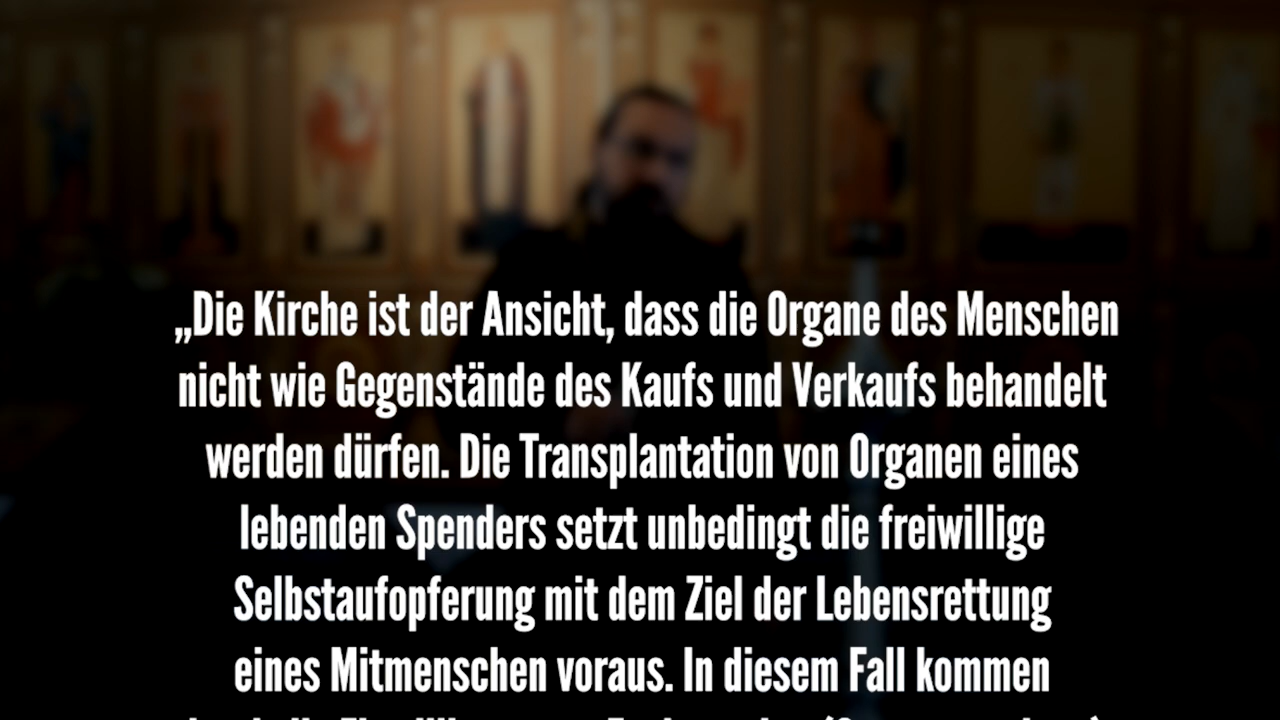 „Die Kirche ist der Ansicht, dass die Organe des Menschen
nicht wie Gegenstände des Kaufs und Verkaufs behandelt
werden dürfen. Die Transplantation von Organen eines
lebenden Spenders setzt unbedingt die freiwillige
Selbstaufopferung mit dem Ziel der Lebensrettung
eines Mitmenschen voraus. In diesem Fall kommen